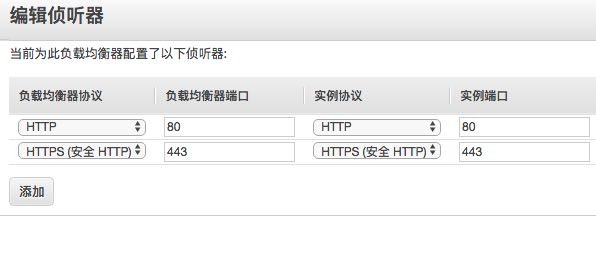 编辑侦听器
当前为此负载均衡器配置了以下侦听器:
负载均衡器协议 负载均衡器端口 实例协议 实例端口
HTTP 80 HTTP 80
HTTPS (安全 HTTP) 443 HTTPS (安全 HTTP) 443
添加